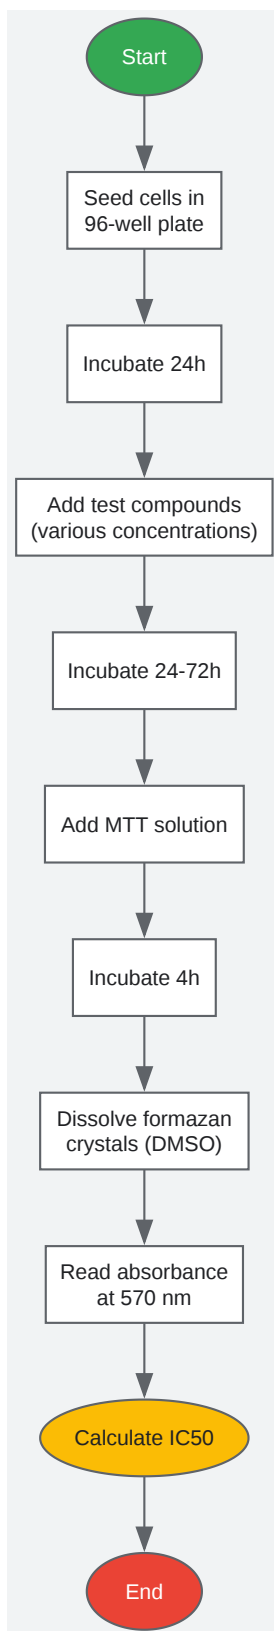 Start
Seed cells in
96-well plate
Incubate 24h
Add test compounds
(various concentrations)
Incubate 24-72h
Add MTT solution
Incubate 4h
Dissolve formazan
crystals (DMSO)
Read absorbance
at 570 nm
Calculate IC50
End